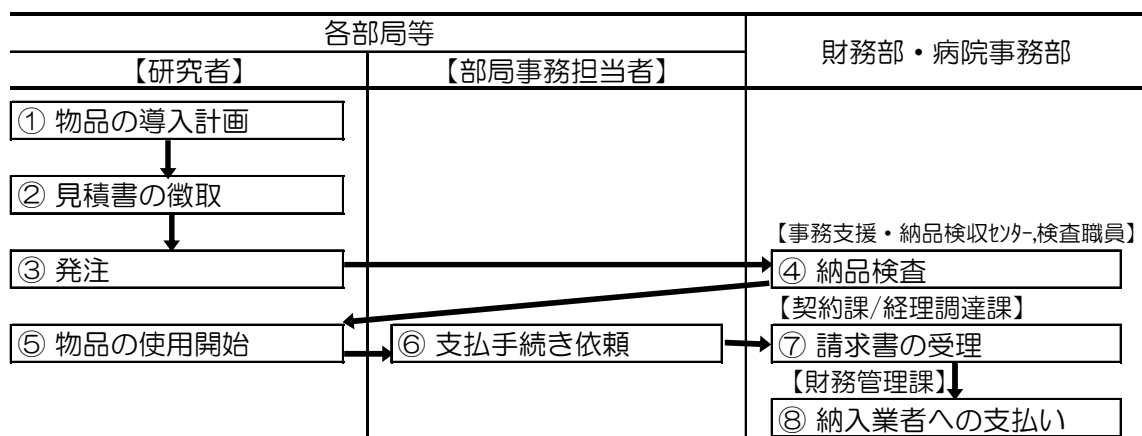 各部局等
財務部・病院事務部
【研究者】
【部局事務担当者】
① 物品の導入計画
② 見積書の徴取
【事務支援・納品検収ｾﾝﾀｰ,検査職員】
③ 発注
④ 納品検査
【契約課/経理調達課】
⑤ 物品の使用開始
⑥ 支払手続き依頼
⑦ 請求書の受理
【財務管理課】
⑧ 納入業者への支払い